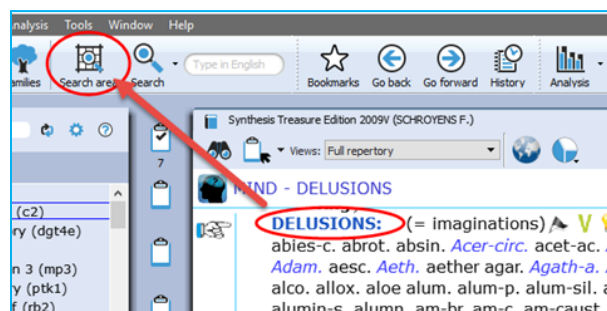 nalysis Tools Window Help
amilies Search area Search Type in English Bookmarks Go back Go forward History Analysis
Synthesis Treasure Edition 2009V (SCHROYENS F.)
7
Views: Full repertory
MIND - DELUSIONS
(c2)
ry (dgt4e)
n 3 (mp3)
y (ptk1)
f (rb2)
DELUSIONS: (= imaginations) V
abies-c. abrot. absin. Acer-circ. acet-ac.
Adam. aesc. Aeth. aether agar. Agath-a.
alco. allox. aloe alum. alum-p. alum-sil. a
alumin-s. alumn. am-br. am-c. am-caust.